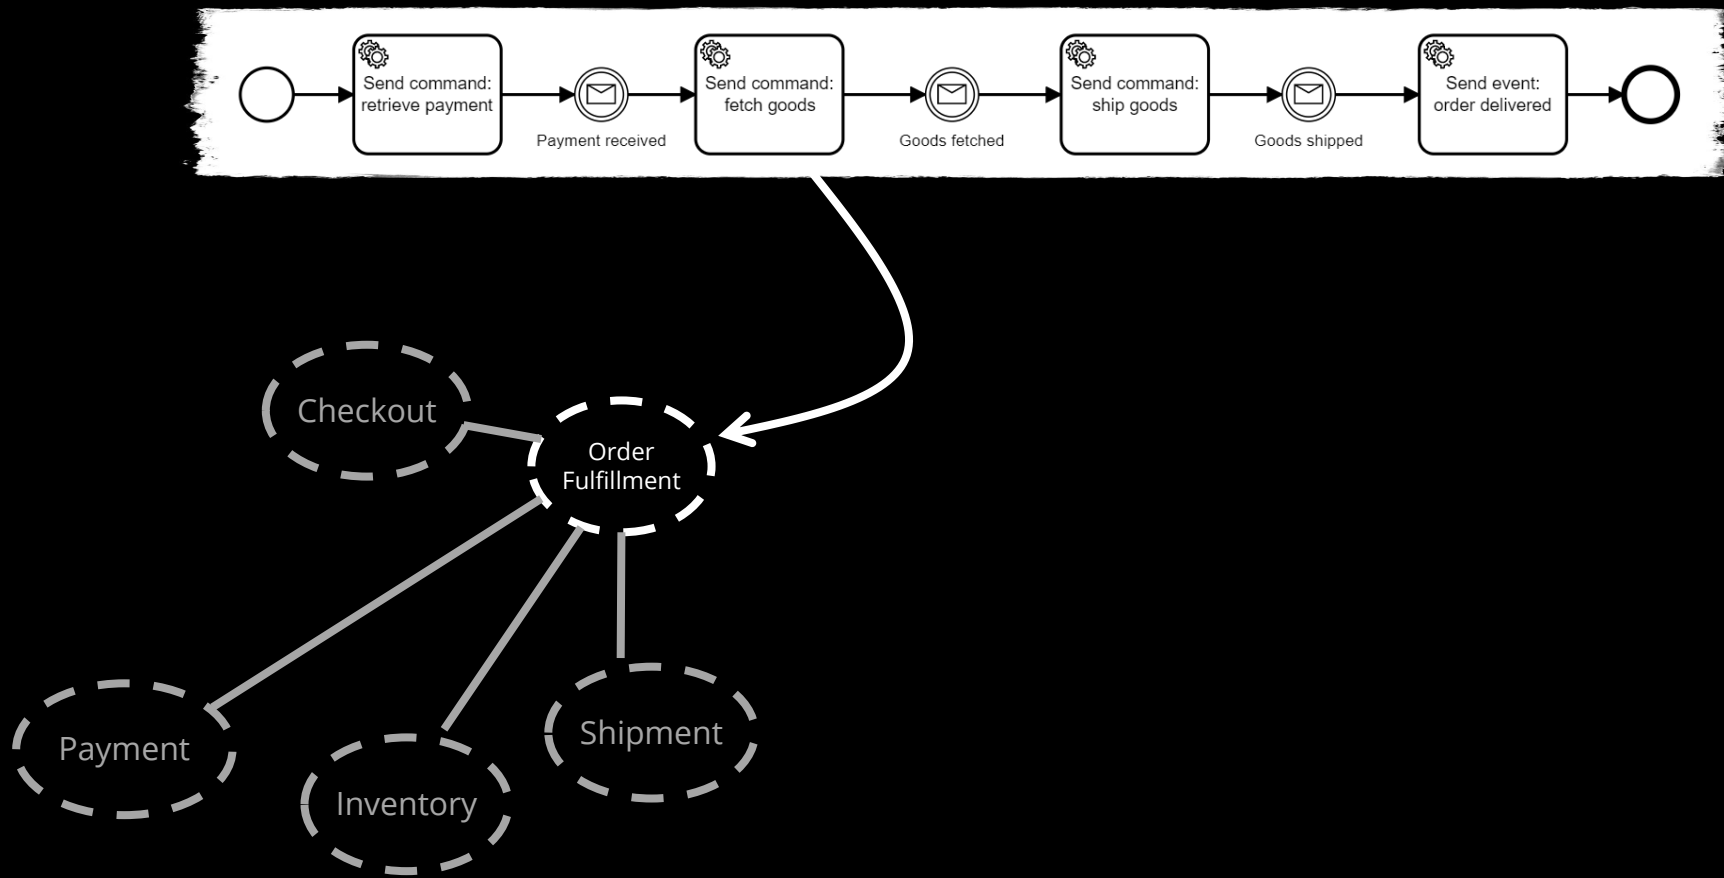 Send command:
retrieve payment
Payment received
Send command:
fetch goods
Goods fetched
Send command:
ship goods
Goods shipped
Send event:
order delivered
Checkout
Order
Fulfillment
Payment
Inventory
Shipment